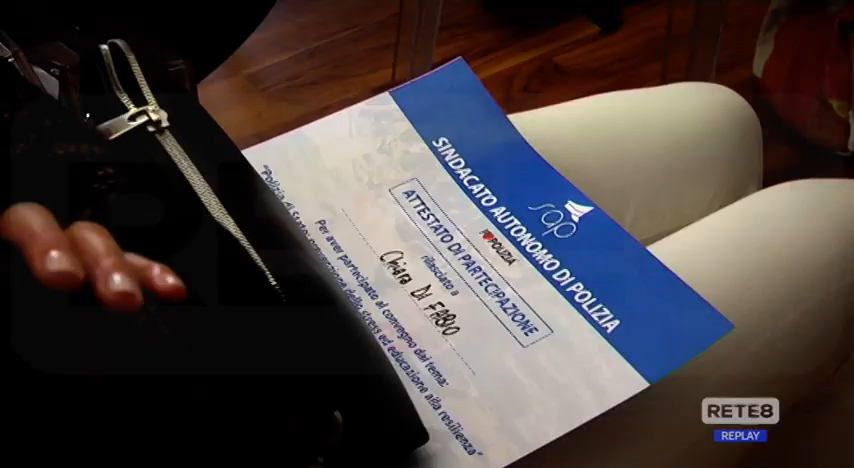 SINDACATO AUTONOMO DI POLIZIA
sap
POLIZIA
ATTESTATO DI PARTECIPAZIONE
rilasciato a
Chiara Di FABIO
Per aver partecipato al convegno dal tema:
"Polizia di Stato: prevenzione dello stress ed educazione alla resilienza"
RETE8
REPLAY